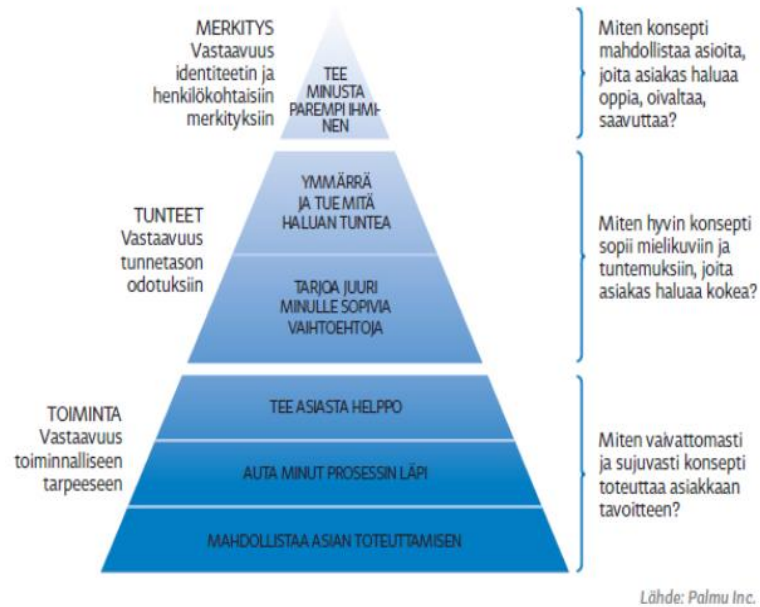 MERKITYS
Vastaavuus
identiteetin ja
henkilökohtaisiin
merkityksiin
TEE
MINUSTA
PAREMPI IHMI-
NEN
Miten konsepti
mahdollistaa asioita,
joita asiakas haluaa
oppia, oivaltaa,
saavuttaa?
TUNTEET
Vastaavuus
tunnetason
odotuksiin
YMMÄRRÄ
JA TUE MITÄ
HALUAN TUNTEA
TARJOA JUURI
MINULLE SOPIVIA
VAIHTOEHTOJA
Miten hyvin konsepti
sopii mielikuviin ja
tuntemuksiin, joita
asiakas haluaa kokea?
TOIMINTA
Vastaavuus
toiminnalliseen
tarpeeseen
TEE ASIASTA HELPPO
AUTA MINUT PROSESSIN LÄPI
MAHDOLLISTAA ASIAN TOTEUTTAMISEN
Miten vaivattomasti
ja sujuvasti konsepti
toteuttaa asiakkaan
tavoitteen?
Lähde: Palmu Inc.